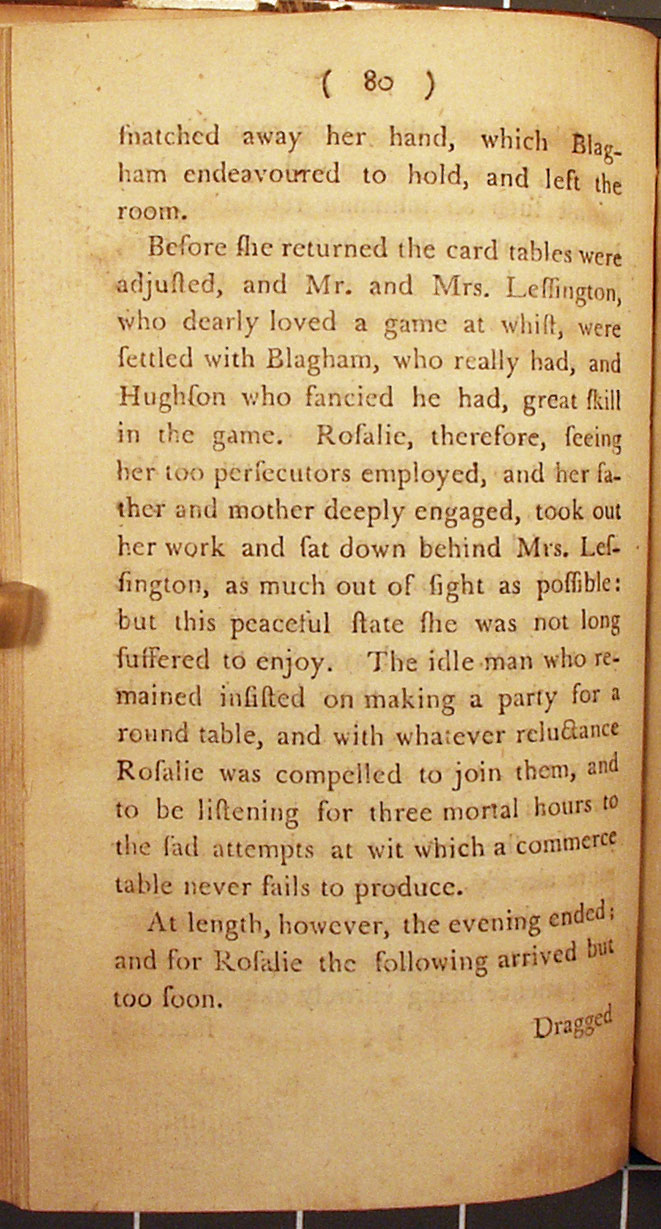 ( 80 )
ſnatched away her hand, which Blag-
ham endeavoured to hold, and left the
room.
Before ſhe returned the card tables were
adjuſted, and Mr. and Mrs. Leſſington,
who dearly loved a game at whiſt, were
ſettled with Blagham, who really had, and
Hughſon who fancied he had, great ſkill
in the game. Roſalie, therefore, ſeeing
her too perſecutors employed, and her fa-
ther and mother deeply engaged, took out
her work and ſat down behind Mrs. Leſ-
ſington, as much out of ſight as poſſible:
but this peaceful ſtate ſhe was not long
ſuffered to enjoy. The idle man who re-
mained inſiſted on making a party for a
round table, and with whatever reluctance
Roſalie was compelled to join them, and
to be liſtening for three mortal hours to
the ſad attempts at wit which a commerce
table never fails to produce.
At length, however, the evening ended;
and for Roſalie the following arrived but
too ſoon.
Dragged